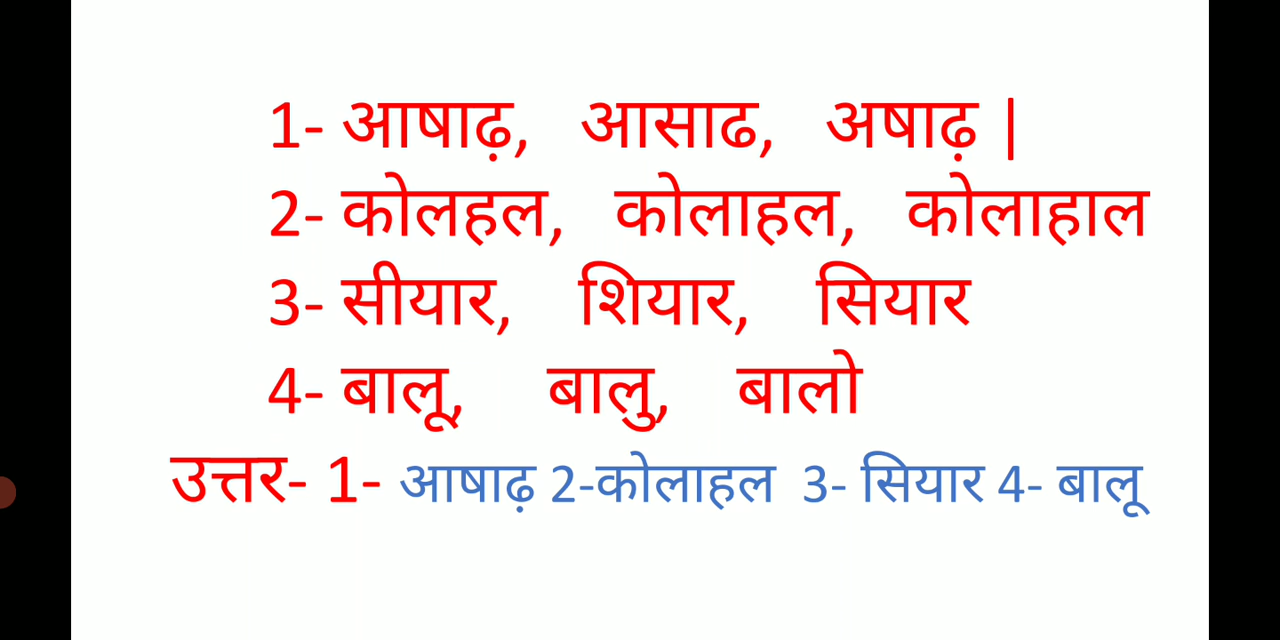 1- आषाढ़, आसाढ, अषाढ़ |
2- कोलहल, कोलाहल, कोलाहाल
3- सीयार, शियार, सियार
4- बालू, बालु, बालो
उत्तर- 1- आषाढ़ 2-कोलाहल 3- सियार 4- बालू